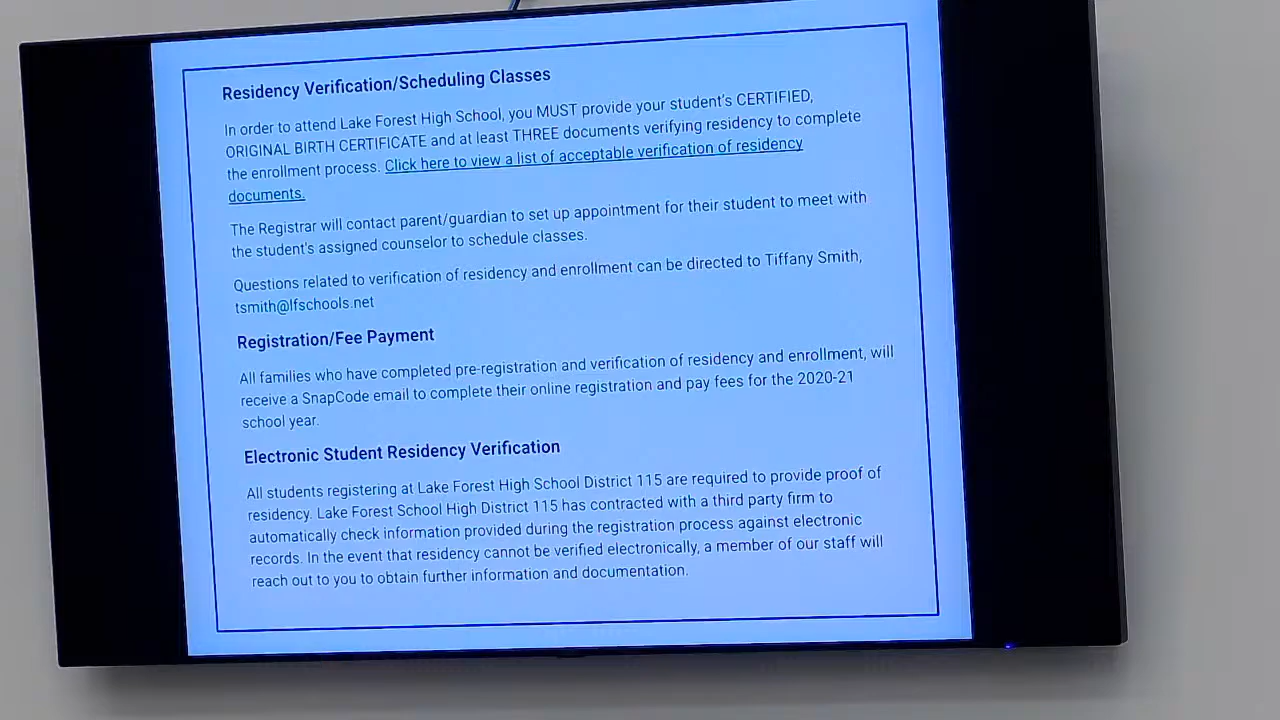 Residency Verification/Scheduling Classes
In order to attend Lake Forest High School, you MUST provide your student's CERTIFIED,
ORIGINAL BIRTH CERTIFICATE and at least THREE documents verifying residency to complete
the enrollment process. Click here to view a list of acceptable verification of residency
documents.
The Registrar will contact parent/guardian to set up appointment for their student to meet with
the student's assigned counselor to schedule classes.
Questions related to verification of residency and enrollment can be directed to Tiffany Smith,
tsmith@lfschools.net
Registration/Fee Payment
All families who have completed pre-registration and verification of residency and enrollment, will
receive a SnapCode email to complete their online registration and pay fees for the 2020-21
school year.
Electronic Student Residency Verification
All students registering at Lake Forest High School District 115 are required to provide proof of
residency. Lake Forest School High District 115 has contracted with a third party firm to
automatically check information provided during the registration process against electronic
records. In the event that residency cannot be verified electronically, a member of our staff will
reach out to you to obtain further information and documentation.